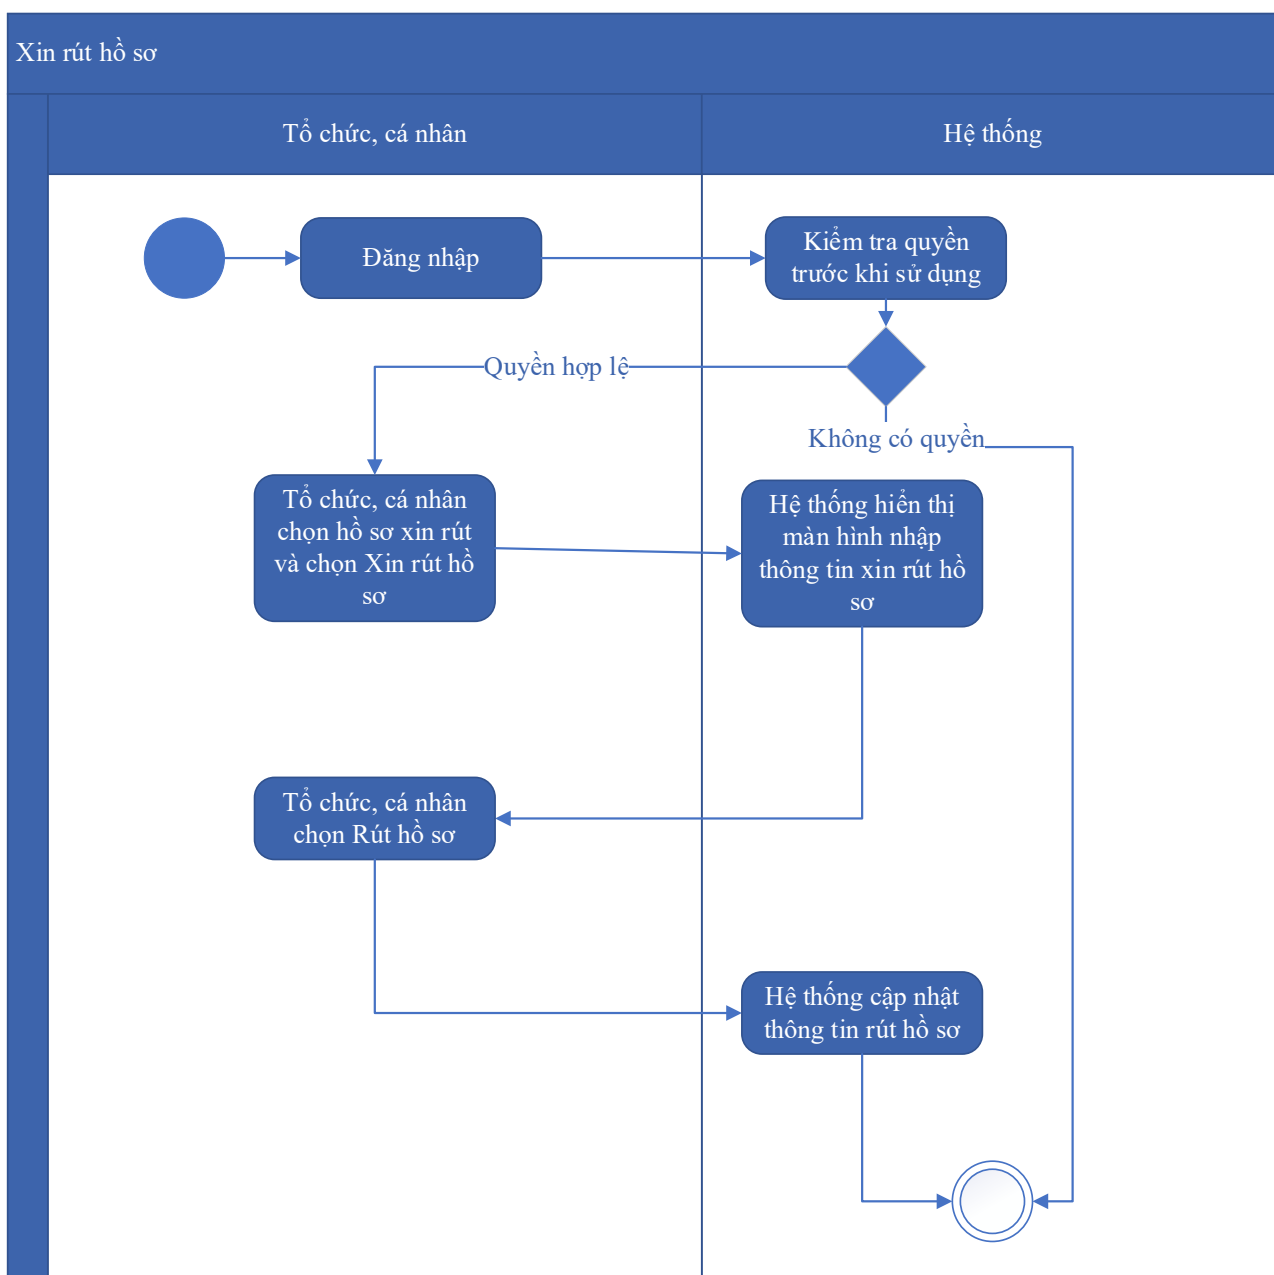 Xin rút hồ sơ
Tổ chức, cá nhân
Hệ thống
Đăng nhập
Kiểm tra quyền
trước khi sử dụng
Quyền hợp lệ
Không có quyền
Tổ chức, cá nhân
chọn hồ sơ xin rút
và chọn Xin rút hồ
sơ
Hệ thống hiển thị
màn hình nhập
thông tin xin rút hồ
sơ
Tổ chức, cá nhân
chọn Rút hồ sơ
Hệ thống cập nhật
thông tin rút hồ sơ